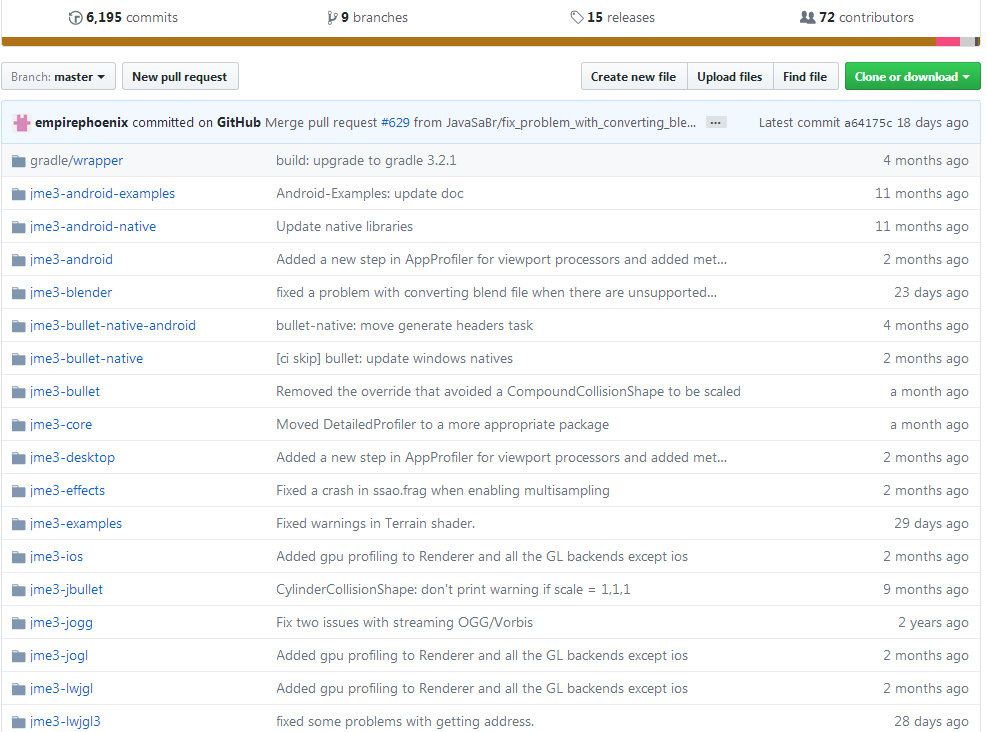 6,195 commits 9 branches 15 releases 72 contributors
Branch: master New pull request Create new file Upload files Find file Clone or download
empirephoenix committed on GitHub Merge pull request #629 from JavaSaBr/fix_problem_with_converting_ble... ... Latest commit a64175c 18 days ago
gradle/wrapper build: upgrade to gradle 3.2.1 4 months ago
jme3-android-examples Android-Examples: update doc 11 months ago
jme3-android-native Update native libraries 11 months ago
jme3-android Added a new step in AppProfiler for viewport processors and added met... 2 months ago
jme3-blender fixed a problem with converting blend file when there are unsupported... 23 days ago
jme3-bullet-native-android bullet-native: move generate headers task 4 months ago
jme3-bullet-native [ci skip] bullet: update windows natives 2 months ago
jme3-bullet Removed the override that avoided a CompoundCollisionShape to be scaled a month ago
jme3-core Moved DetailedProfiler to a more appropriate package a month ago
jme3-desktop Added a new step in AppProfiler for viewport processors and added met... 2 months ago
jme3-effects Fixed a crash in ssao.frag when enabling multisampling 2 months ago
jme3-examples Fixed warnings in Terrain shader. 29 days ago
jme3-ios Added gpu profiling to Renderer and all the GL backends except ios 2 months ago
jme3-jbullet CylinderCollisionShape: don't print warning if scale = 1,1,1 9 months ago
jme3-jogg Fix two issues with streaming OGG/Vorbis 2 years ago
jme3-jogl Added gpu profiling to Renderer and all the GL backends except ios 2 months ago
jme3-lwjgl Added gpu profiling to Renderer and all the GL backends except ios 2 months ago
jme3-lwjgl3 fixed some problems with getting address. 28 days ago